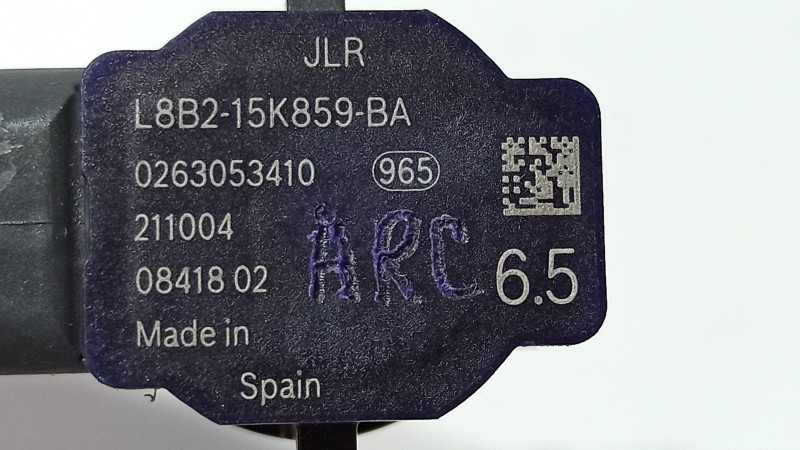 JLR
L8B2-15K859-BA
0263053410 965
211004
08418 02
ARC
6.5
Made in
Spain